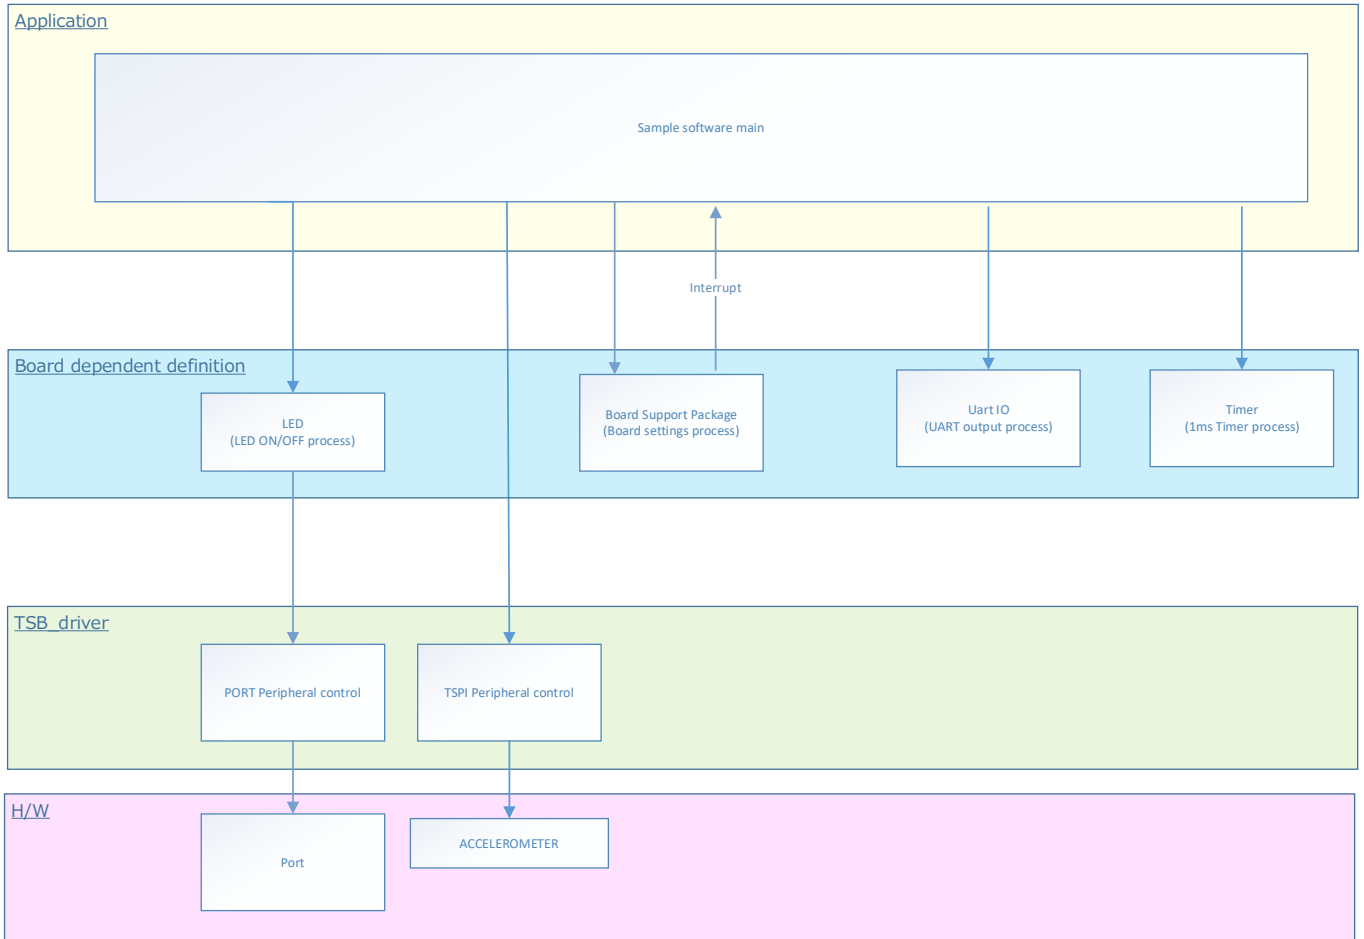 Application
Sample software main
Interrupt
Board dependent definition
LED
(LED ON/OFF process)
Board Support Package
(Board settings process)
Uart IO
(UART output process)
Timer
(1ms Timer process)
TSB_driver
PORT Peripheral control
TSPI Peripheral control
H/W
Port
ACCELEROMETER